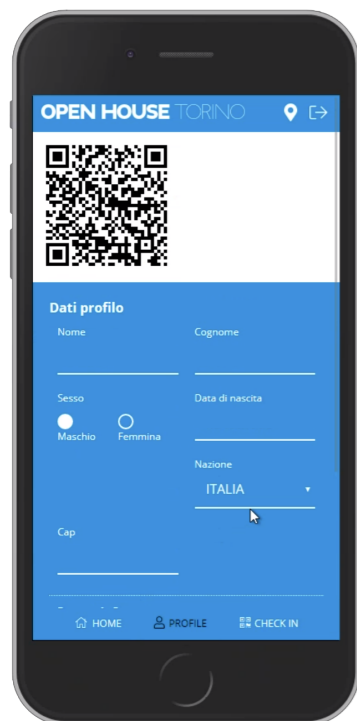 OPEN HOUSE TORINO
Dati profilo
Nome Cognome
Sesso Data di nascita
Maschio Femmina
Nazione
ITALIA
Cap
HOME PROFILE CHECK IN